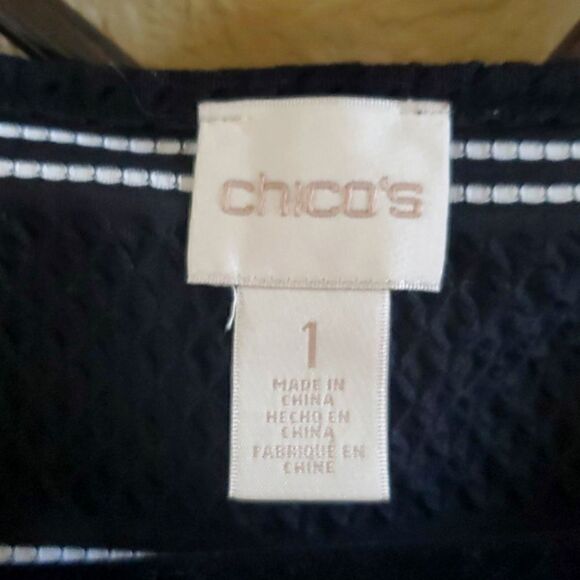 chico's
1
MADE IN
CHINA
HECHO EN
CHINA
FABRIQUE EN
CHINE